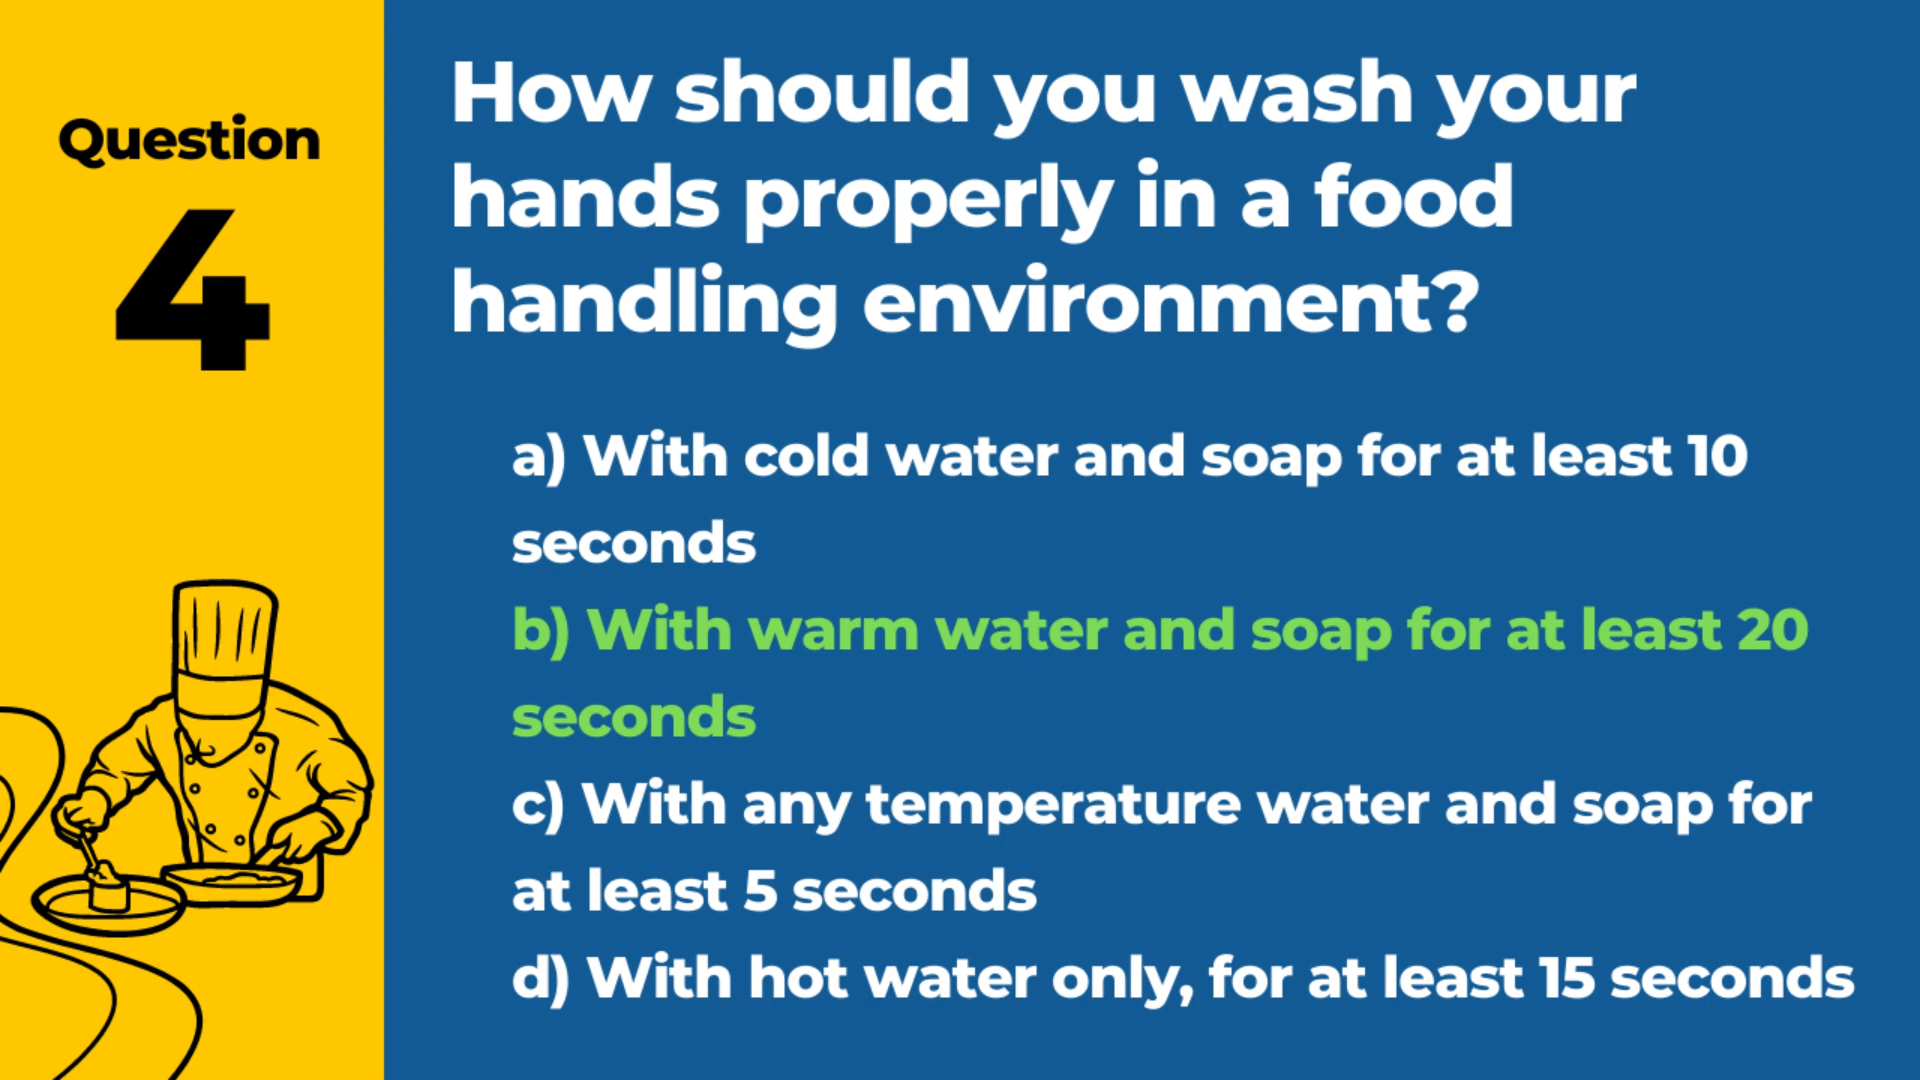 Question
4
How should you wash your
hands properly in a food
handling environment?
a) With cold water and soap for at least 10
seconds
b) With warm water and soap for at least 20
seconds
c) With any temperature water and soap for
at least 5 seconds
d) With hot water only, for at least 15 seconds